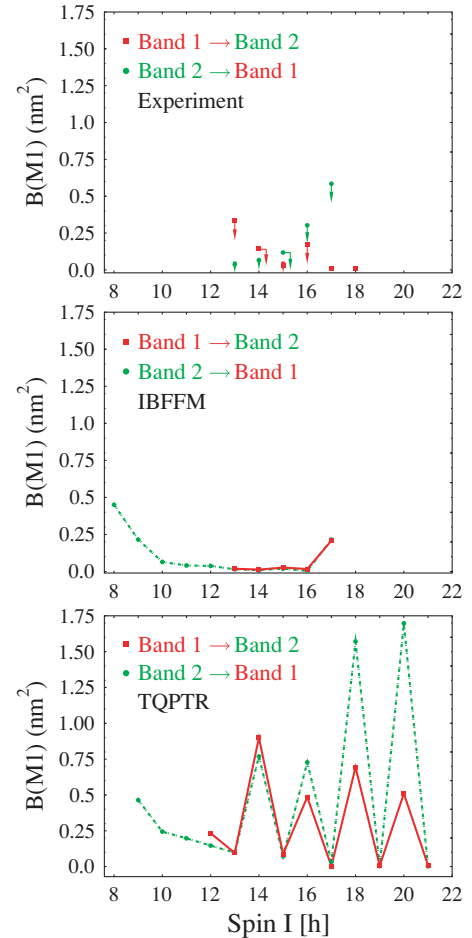 1.75
1.50
1.25
1.00
0.75
0.50
0.25
0.0
B(M1) (nm²)
Band 1 → Band 2
Band 2 → Band 1
Experiment
8 10 12 14 16 18 20 22
1.75
1.50
1.25
1.00
0.75
0.50
0.25
0.0
B(M1) (nm²)
Band 1 → Band 2
Band 2 → Band 1
IBFFM
8 10 12 14 16 18 20 22
1.75
1.50
1.25
1.00
0.75
0.50
0.25
0.0
B(M1) (nm²)
Band 1 → Band 2
Band 2 → Band 1
TQPTR
8 10 12 14 16 18 20 22
Spin I [h]